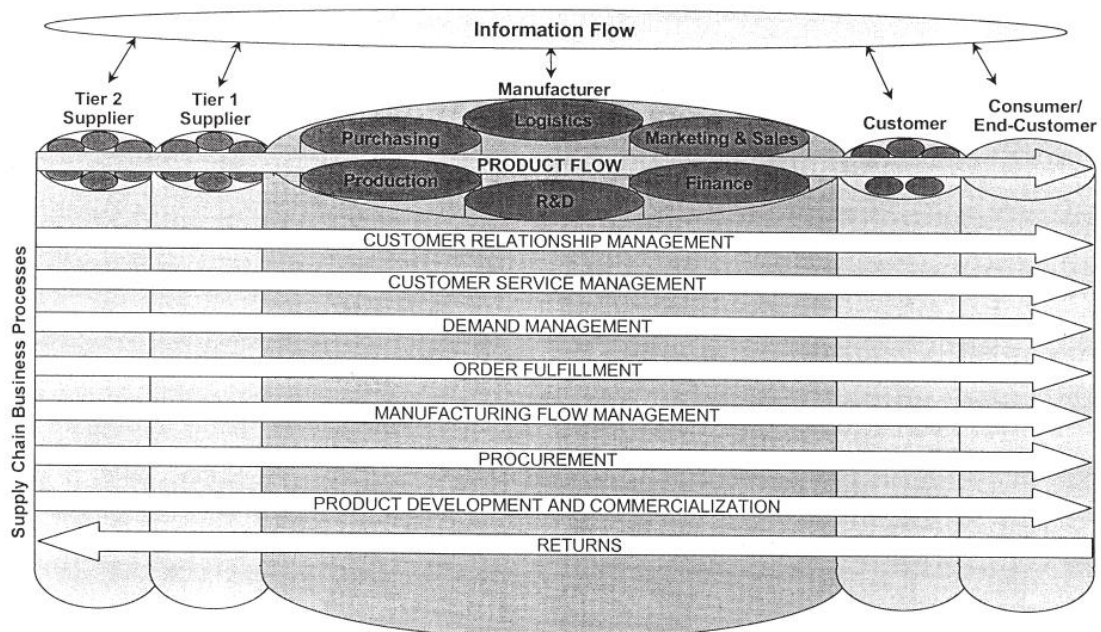 Information Flow
Tier 2
Supplier
Tier 1
Supplier
Manufacturer
Logistics
Purchasing
Marketing & Sales
Customer
Consumer/
End-Customer
PRODUCT FLOW
Production
R&D
Finance
Supply Chain Business Processes
CUSTOMER RELATIONSHIP MANAGEMENT
CUSTOMER SERVICE MANAGEMENT
DEMAND MANAGEMENT
ORDER FULFILLMENT
MANUFACTURING FLOW MANAGEMENT
PROCUREMENT
PRODUCT DEVELOPMENT AND COMMERCIALIZATION
RETURNS